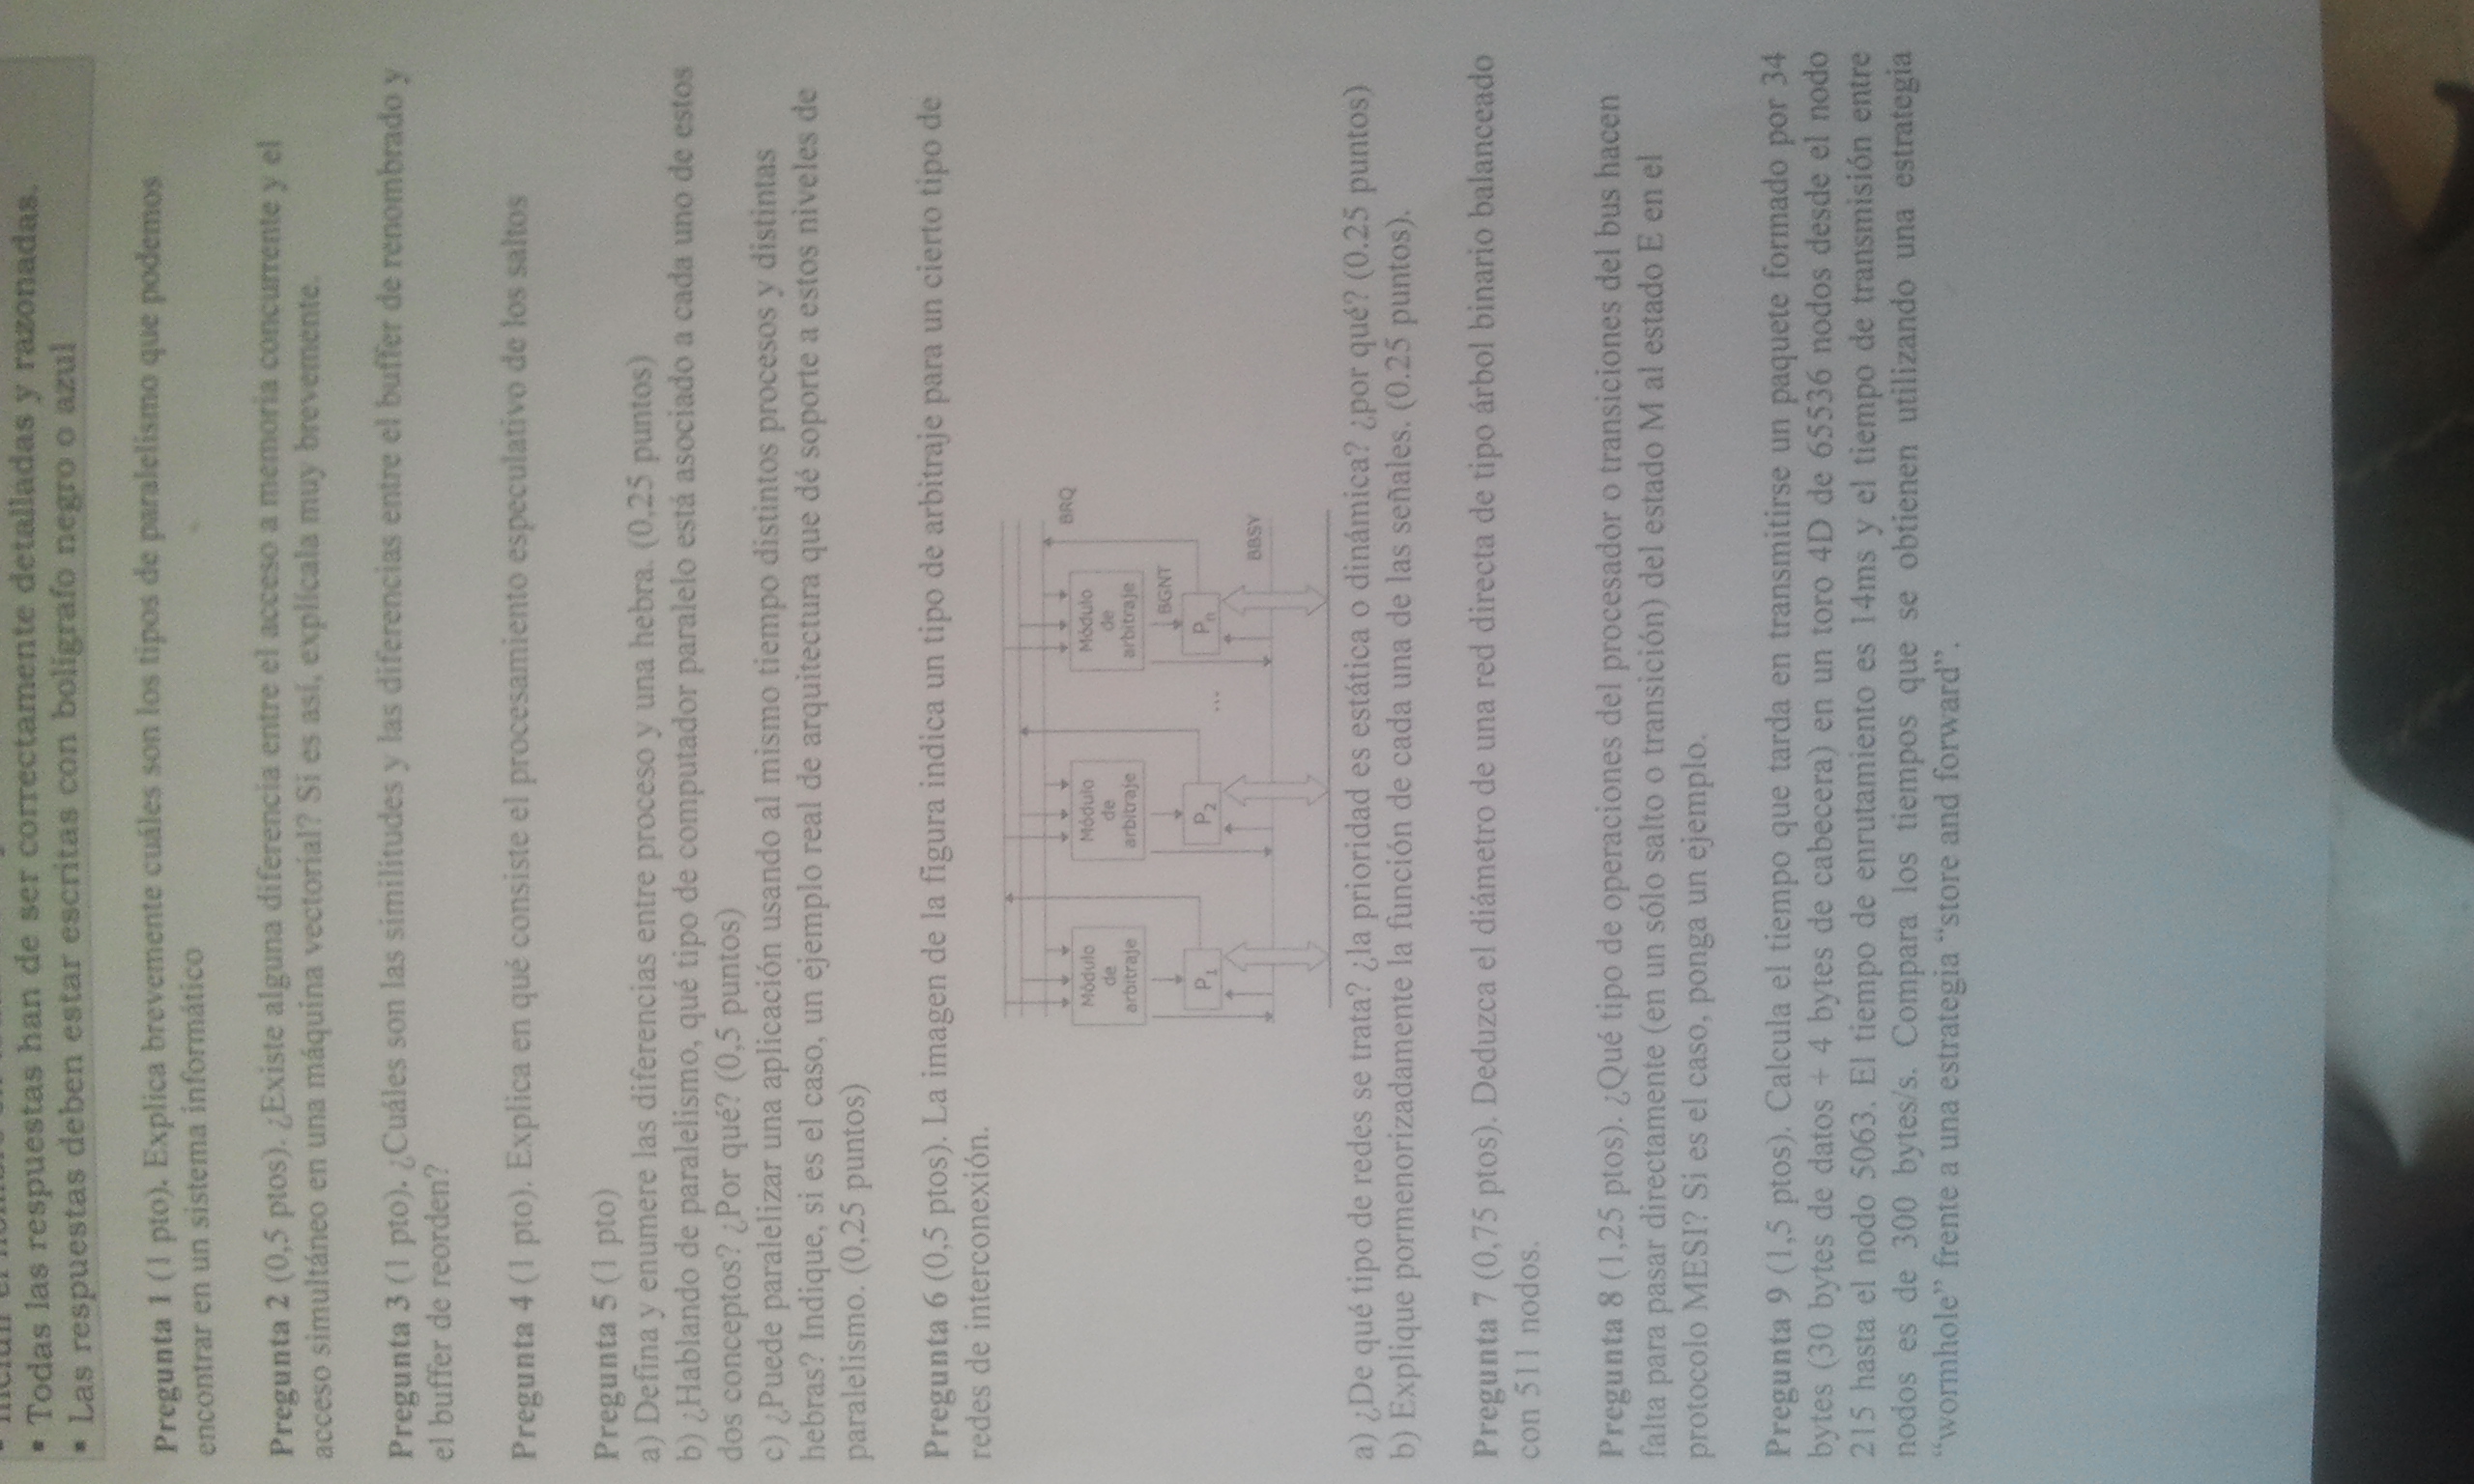 ▪ Todas las respuestas han de ser correctamente detalladas y razonadas.
▪ Las respuestas deben estar escritas con bolígrafo negro o azul
Pregunta 1 (1 pto). Explica brevemente cuáles son los tipos de paralelismo que podemos
encontrar en un sistema informático
Pregunta 2 (0,5 ptos). ¿Existe alguna diferencia entre el acceso a memoria concurrente y el
acceso simultáneo en una máquina vectorial? Si es así, explícala muy brevemente.
Pregunta 3 (1 pto). ¿Cuáles son las similitudes y las diferencias entre el buffer de renombrado y
el buffer de reorden?
Pregunta 4 (1 pto). Explica en qué consiste el procesamiento especulativo de los saltos
Pregunta 5 (1 pto)
a) Defina y enumere las diferencias entre proceso y una hebra. (0,25 puntos)
b) ¿Hablando de paralelismo, qué tipo de computador paralelo está asociado a cada uno de estos
dos conceptos? ¿Por qué? (0,5 puntos)
c) ¿Puede paralelizar una aplicación usando al mismo tiempo distintos procesos y distintas
hebras? Indique, si es el caso, un ejemplo real de arquitectura que dé soporte a estos niveles de
paralelismo. (0,25 puntos)
Pregunta 6 (0,5 ptos). La imagen de la figura indica un tipo de arbitraje para un cierto tipo de
redes de interconexión.
BRQ
Módulo Módulo Módulo
de de de
arbitraje arbitraje arbitraje
BGNT
P1 P2 ... Pn
BBSY
a) ¿De qué tipo de redes se trata? ¿la prioridad es estática o dinámica? ¿por qué? (0.25 puntos)
b) Explique pormenorizadamente la función de cada una de las señales. (0.25 puntos).
Pregunta 7 (0,75 ptos). Deduzca el diámetro de una red directa de tipo árbol binario balanceado
con 511 nodos.
Pregunta 8 (1,25 ptos). ¿Qué tipo de operaciones del procesador o transiciones del bus hacen
falta para pasar directamente (en un sólo salto o transición) del estado M al estado E en el
protocolo MESI? Si es el caso, ponga un ejemplo.
Pregunta 9 (1,5 ptos). Calcula el tiempo que tarda en transmitirse un paquete formado por 34
bytes (30 bytes de datos + 4 bytes de cabecera) en un toro 4D de 65536 nodos desde el nodo
215 hasta el nodo 5063. El tiempo de enrutamiento es 14ms y el tiempo de transmisión entre
nodos es de 300 bytes/s. Compara los tiempos que se obtienen utilizando una estrategia
“wormhole” frente a una estrategia “store and forward”.